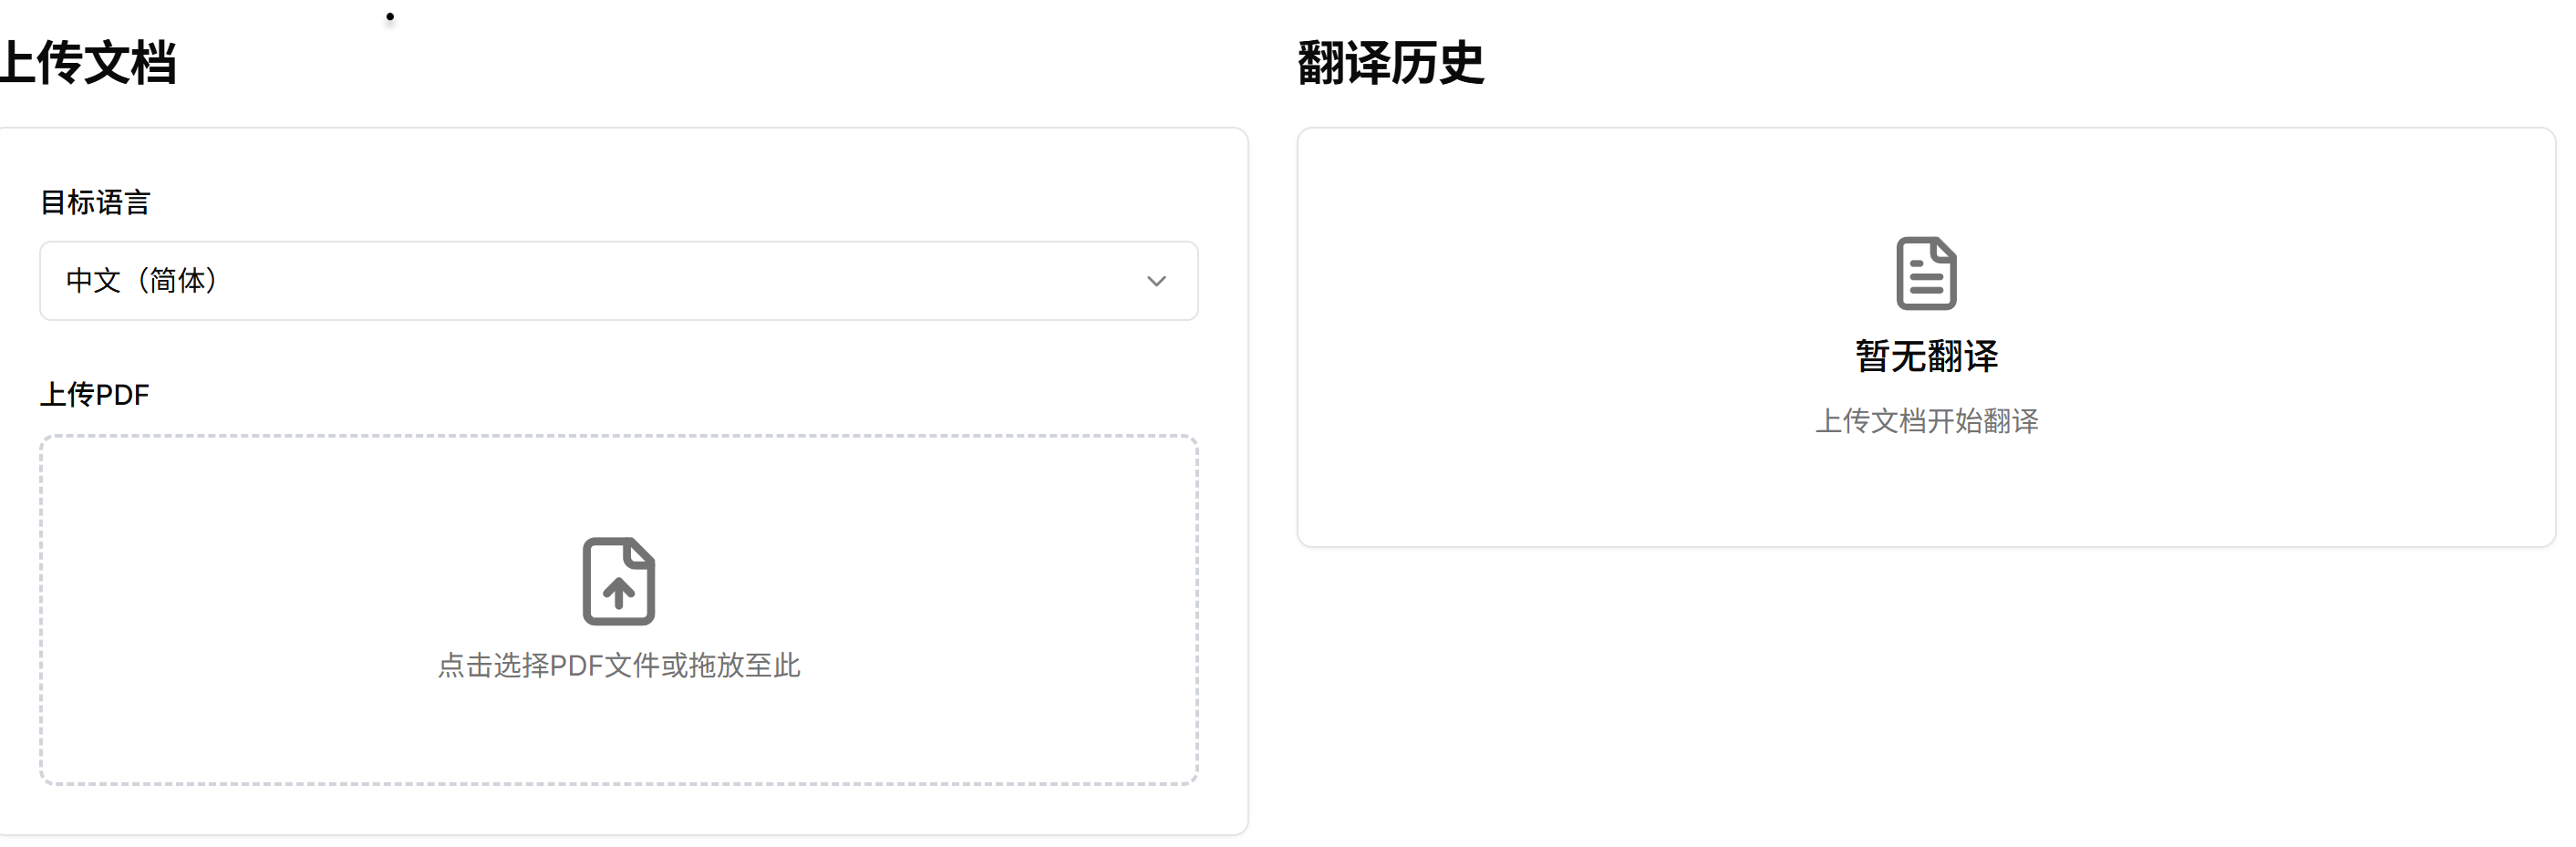 上传文档
目标语言
中文（简体）
上传PDF
点击选择PDF文件或拖放至此
翻译历史
暂无翻译
上传文档开始翻译